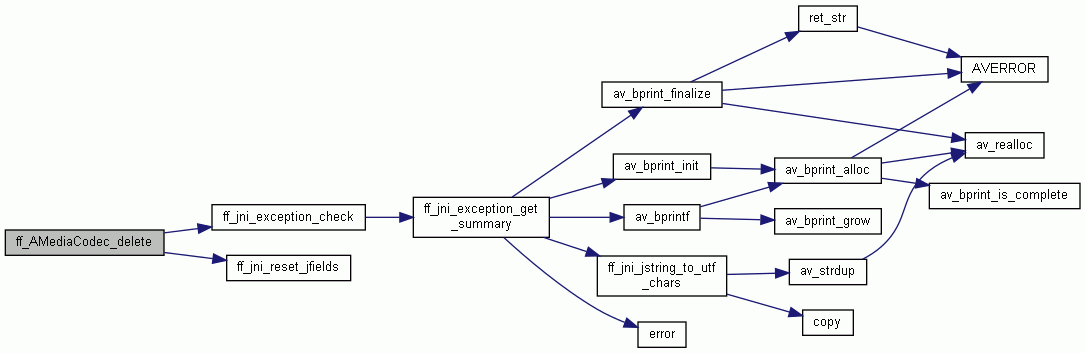 ff_AMediaCodec_delete
ff_jni_exception_check
ff_jni_reset_jfields
ff_jni_exception_get
_summary
av_bprint_finalize
av_bprint_init
av_bprintf
ff_jni_jstring_to_utf
_chars
error
ret_str
av_bprint_alloc
av_bprint_grow
av_strdup
copy
AVERROR
av_realloc
av_bprint_is_complete